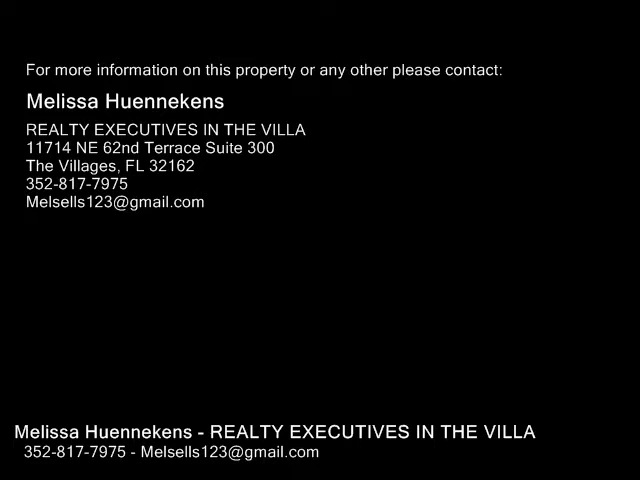 For more information on this property or any other please contact:
Melissa Huennekens
REALTY EXECUTIVES IN THE VILLA
11714 NE 62nd Terrace Suite 300
The Villages, FL 32162
352-817-7975
Melsells123@gmail.com
Melissa Huennekens - REALTY EXECUTIVES IN THE VILLA
352-817-7975 - Melsells123@gmail.com